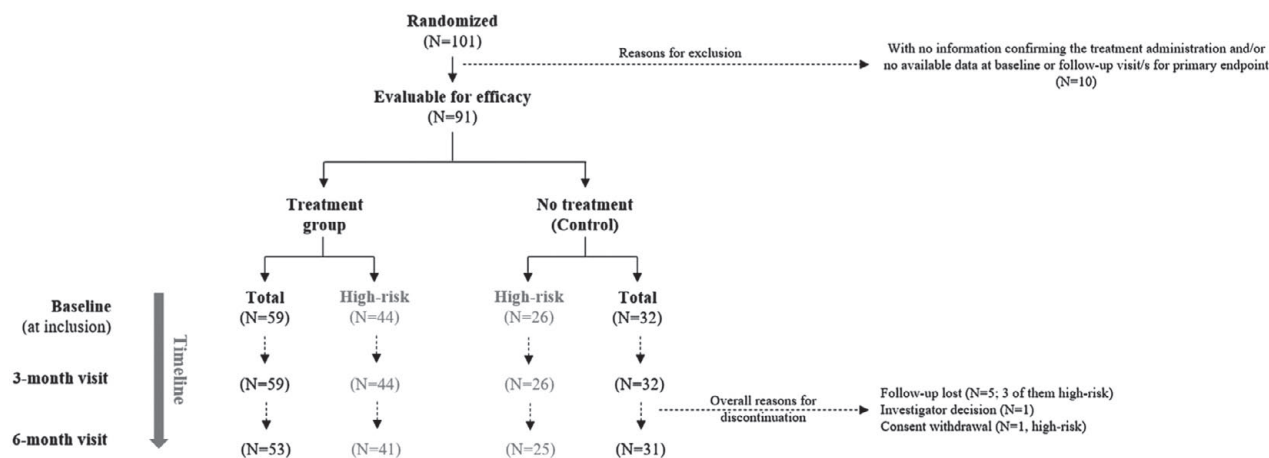 Randomized
(N=101)
Reasons for exclusion
With no information confirming the treatment administration and/or
no available data at baseline or follow-up visit/s for primary endpoint
(N=10)
Evaluable for efficacy
(N=91)
Treatment
group
No treatment
(Control)
Baseline
(at inclusion)
Timeline
Total
(N=59)
High-risk
(N=44)
High-risk
(N=26)
Total
(N=32)
3-month visit
(N=59)
(N=44)
(N=26)
(N=32)
Overall reasons for
discontinuation
Follow-up lost (N=5; 3 of them high-risk)
Investigator decision (N=1)
Consent withdrawal (N=1, high-risk)
6-month visit
(N=53)
(N=41)
(N=25)
(N=31)